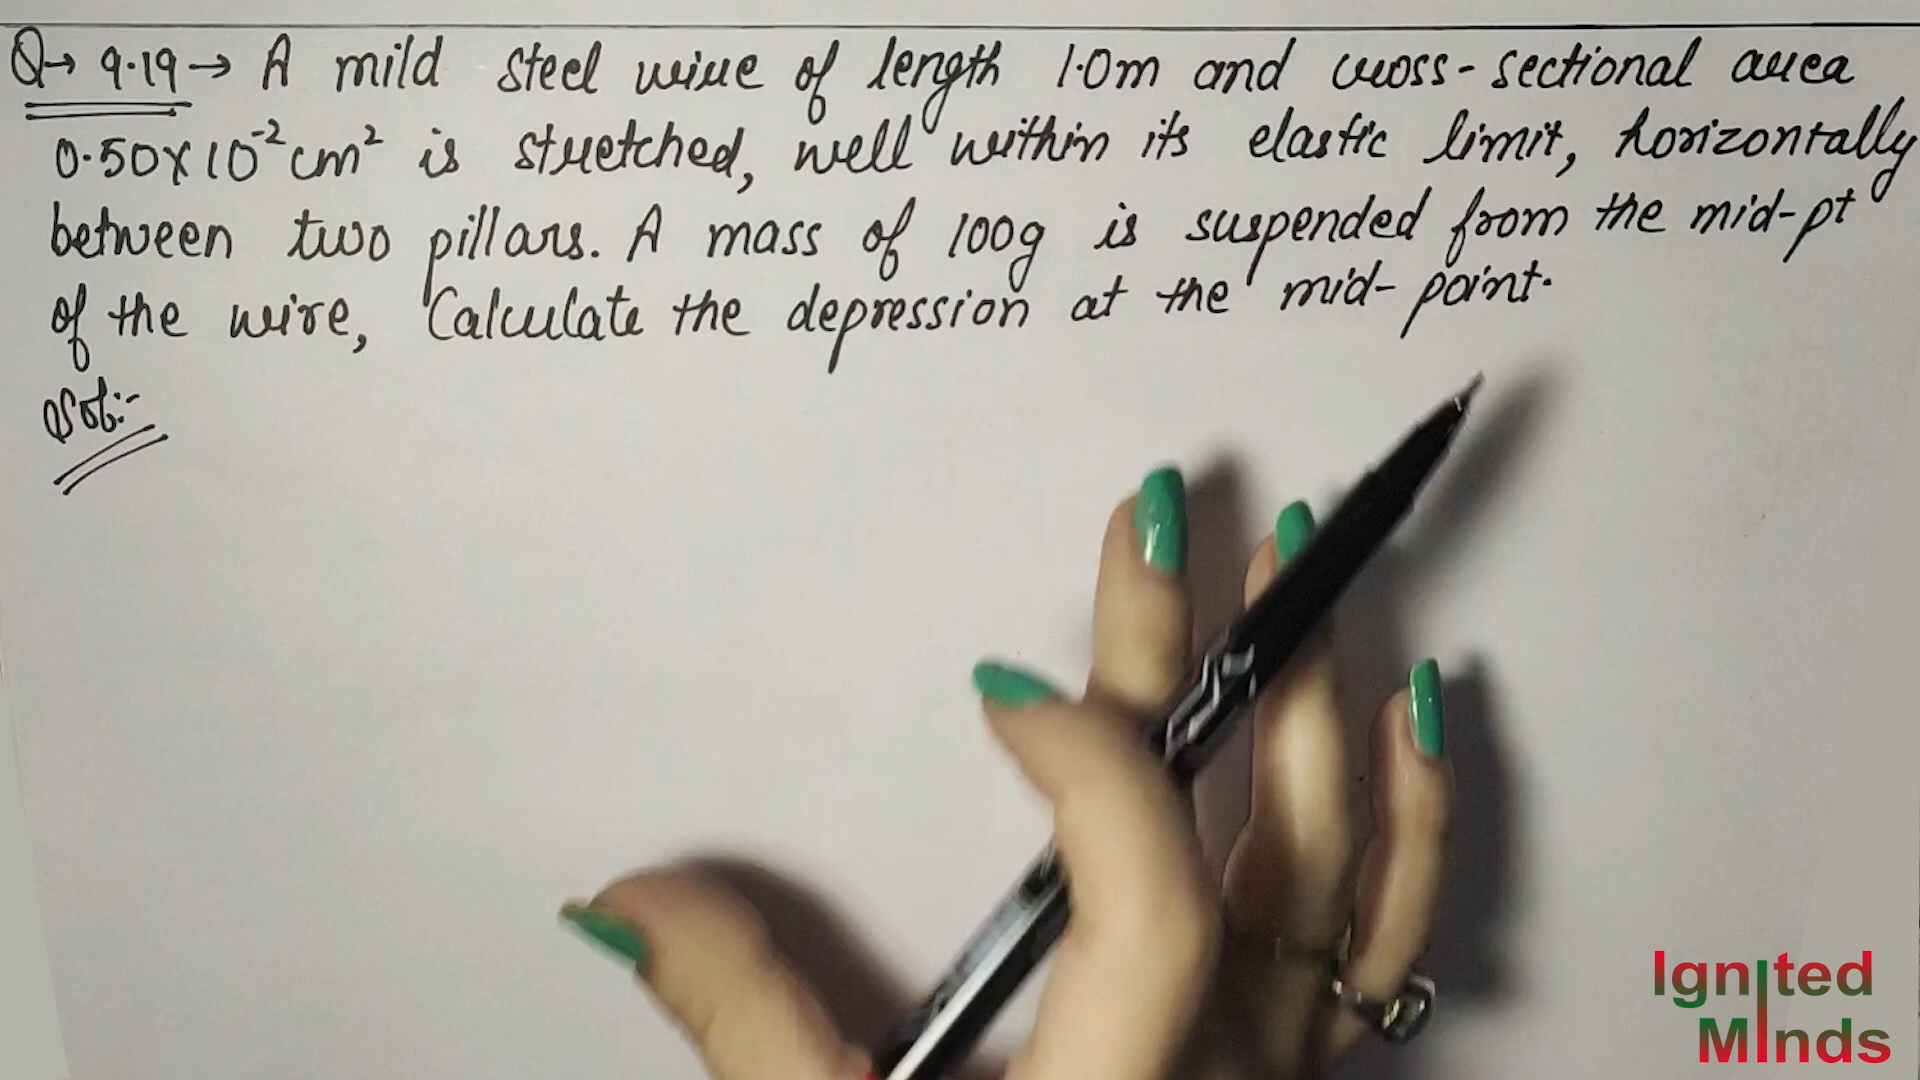 Q→ 9.19→ A mild steel wire of length 1.0m and cross-sectional area
0.50×10⁻² cm² is stretched, well within its elastic limit, horizontally
between two pillars. A mass of 100g is suspended from the mid-pt
of the wire, Calculate the depression at the mid-point.
Sol:-
Ignited
Minds